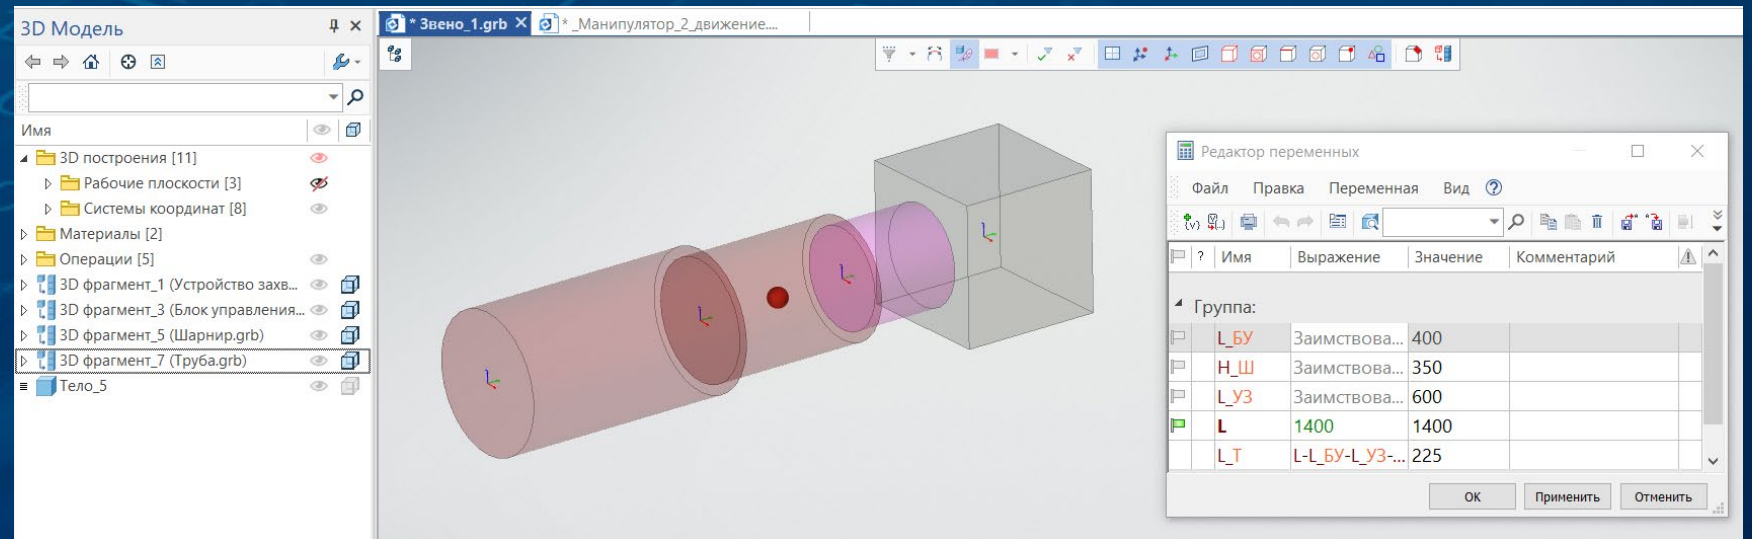 3D Модель
* Звено_1.grb
* _Манипулятор_2_движение....
Имя
3D построения [11]
Рабочие плоскости [3]
Системы координат [8]
Материалы [2]
Операции [5]
3D фрагмент_1 (Устройство захв...
3D фрагмент_3 (Блок управления...
3D фрагмент_5 (Шарнир.grb)
3D фрагмент_7 (Труба.grb)
Тело_5
Редактор переменных
Файл Правка Переменная Вид
? Имя Выражение Значение Комментарий
Группа:
L_БУ Заимствова... 400
Н_Ш Заимствова... 350
L_УЗ Заимствова... 600
L 1400 1400
L_Т L-L_БУ-L_УЗ-... 225
ОК Применить Отменить